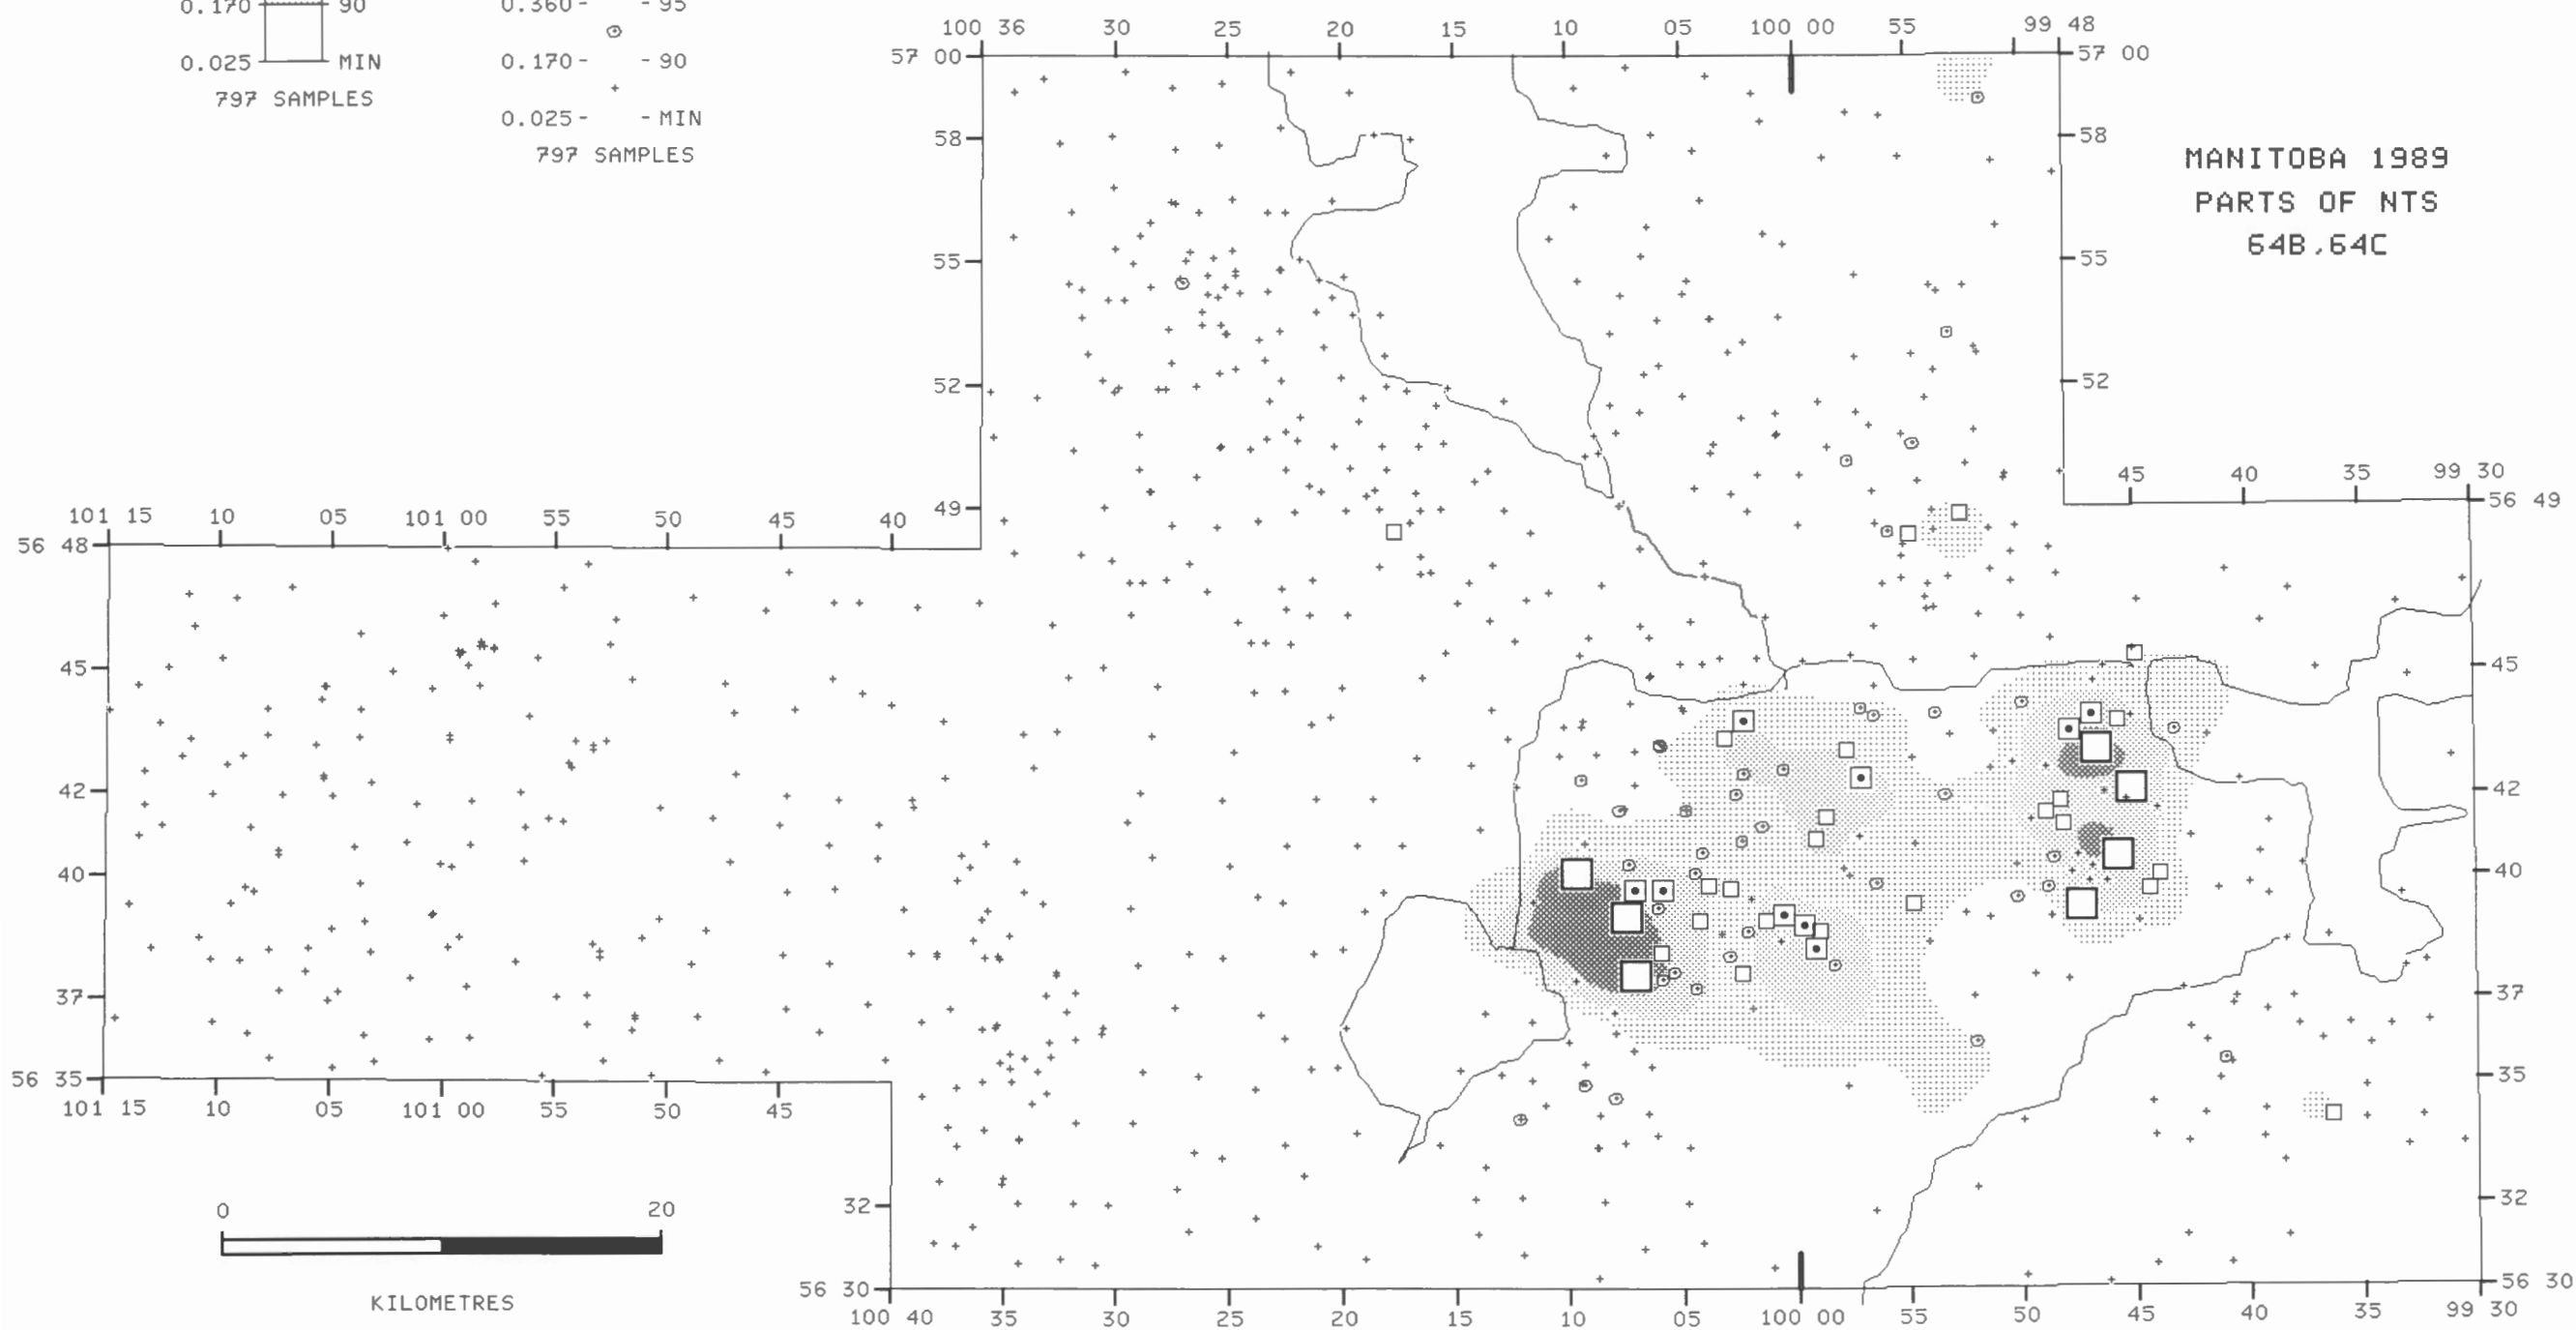 0.170 90
0.025 MIN
797 SAMPLES
0.360 - - 95
0.170 - - 90
0.025 - - MIN
797 SAMPLES
100 36 30 25 20 15 10 05 100 00 55 99 48
57 00
58
55
52
49
57 00
58
55
52
MANITOBA 1989
PARTS OF NTS
64B,64C
45 40 35 99 30
56 49
45
42
40
37
35
32
56 30
101 15 10 05 101 00 55 50 45 40
56 48
45
42
40
37
56 35
101 15 10 05 101 00 55 50 45
32
56 30
100 40 35 30 25 20 15 10 05 100 00 55 50 45 40 35 99 30
0 20
KILOMETRES